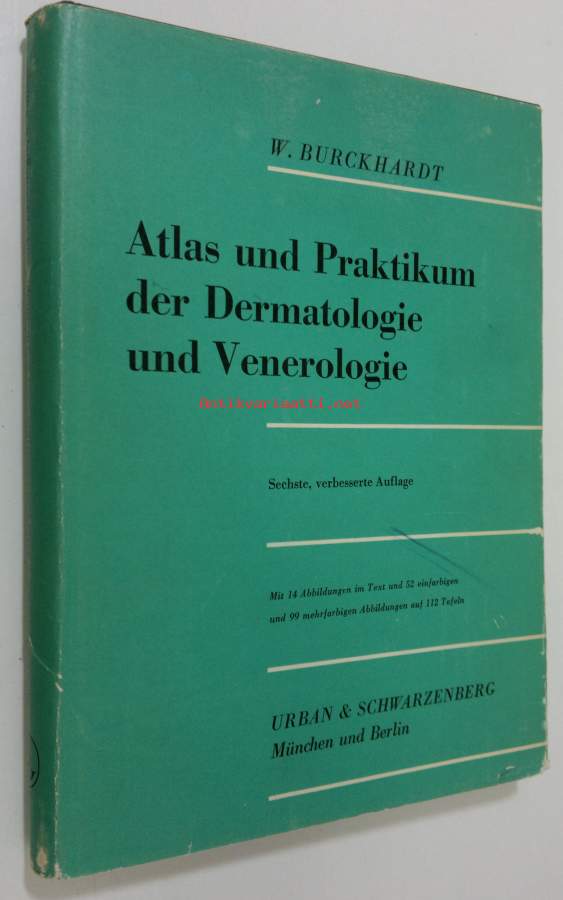 W. BURCKHARDT
Atlas und Praktikum
der Dermatologie
und Venerologie
Antikvariaatti.net
Sechste, verbesserte Auflage
Mit 14 Abbildungen im Text und 52 einfarbigen
und 99 mehrfarbigen Abbildungen auf 112 Tafeln
URBAN & SCHWARZENBERG
München und Berlin